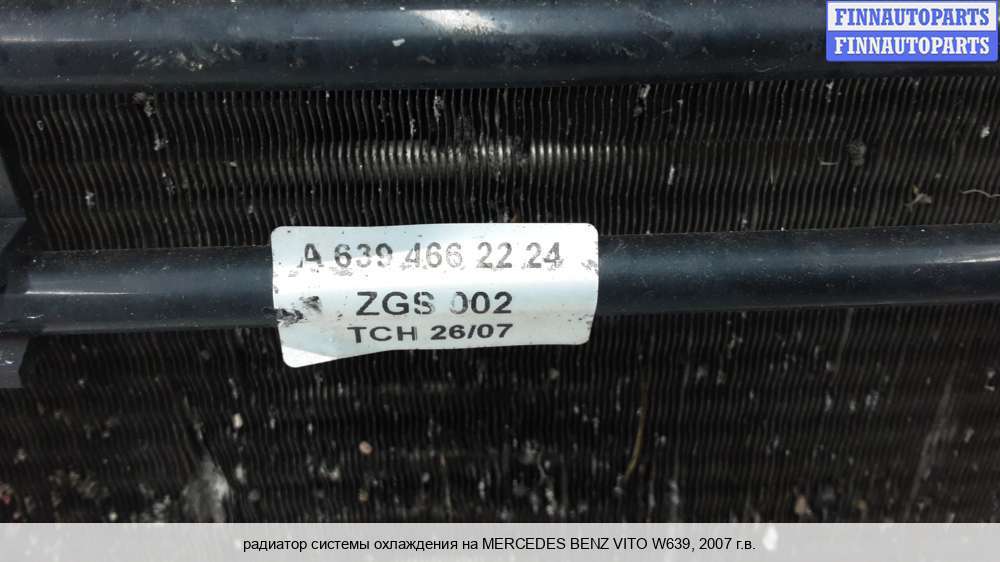 FINNAUTOPARTS
FINNAUTOPARTS
A 639 466 22 24
ZGS 002
TCH 26/07
радиатор системы охлаждения на MERCEDES BENZ VITO W639, 2007 г.в.